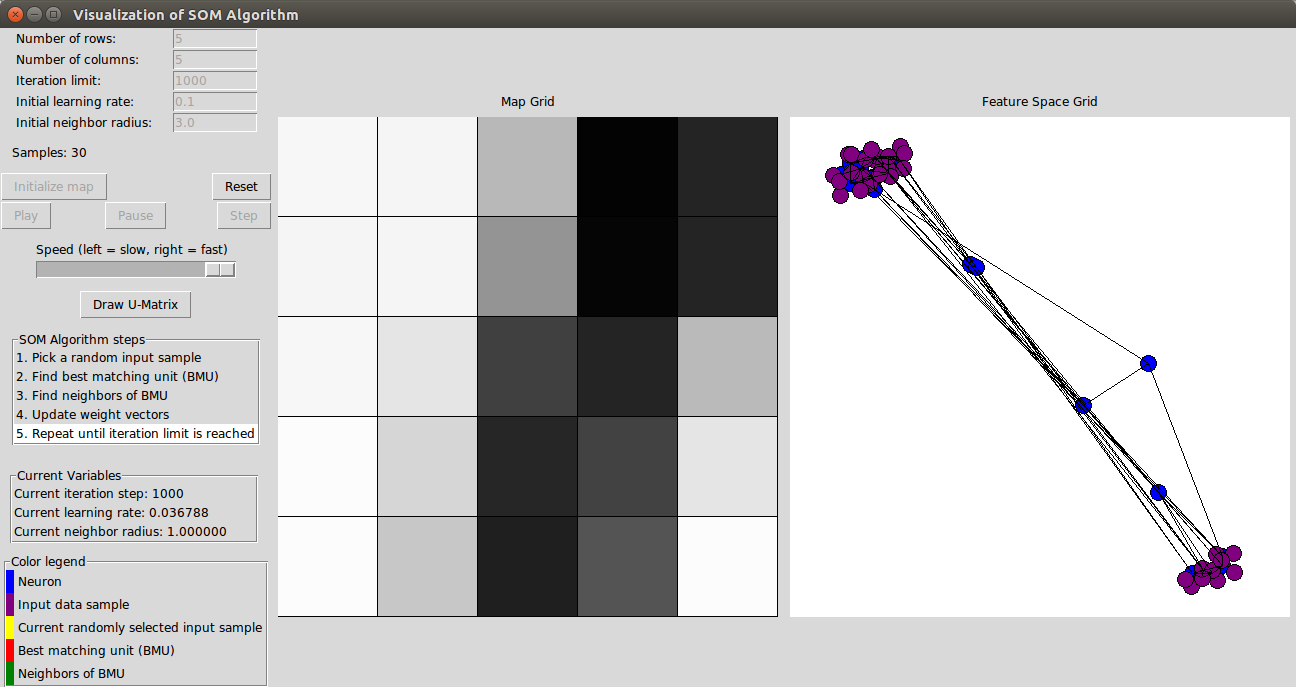 Visualization of SOM Algorithm
Number of rows: 5
Number of columns: 5
Iteration limit: 1000
Initial learning rate: 0.1
Initial neighbor radius: 3.0
Samples: 30
Initialize map Reset
Play Pause Step
Speed (left = slow, right = fast)
Draw U-Matrix
SOM Algorithm steps
1. Pick a random input sample
2. Find best matching unit (BMU)
3. Find neighbors of BMU
4. Update weight vectors
5. Repeat until iteration limit is reached
Current Variables
Current iteration step: 1000
Current learning rate: 0.036788
Current neighbor radius: 1.000000
Color legend
Neuron
Input data sample
Current randomly selected input sample
Best matching unit (BMU)
Neighbors of BMU
Map Grid
Feature Space Grid